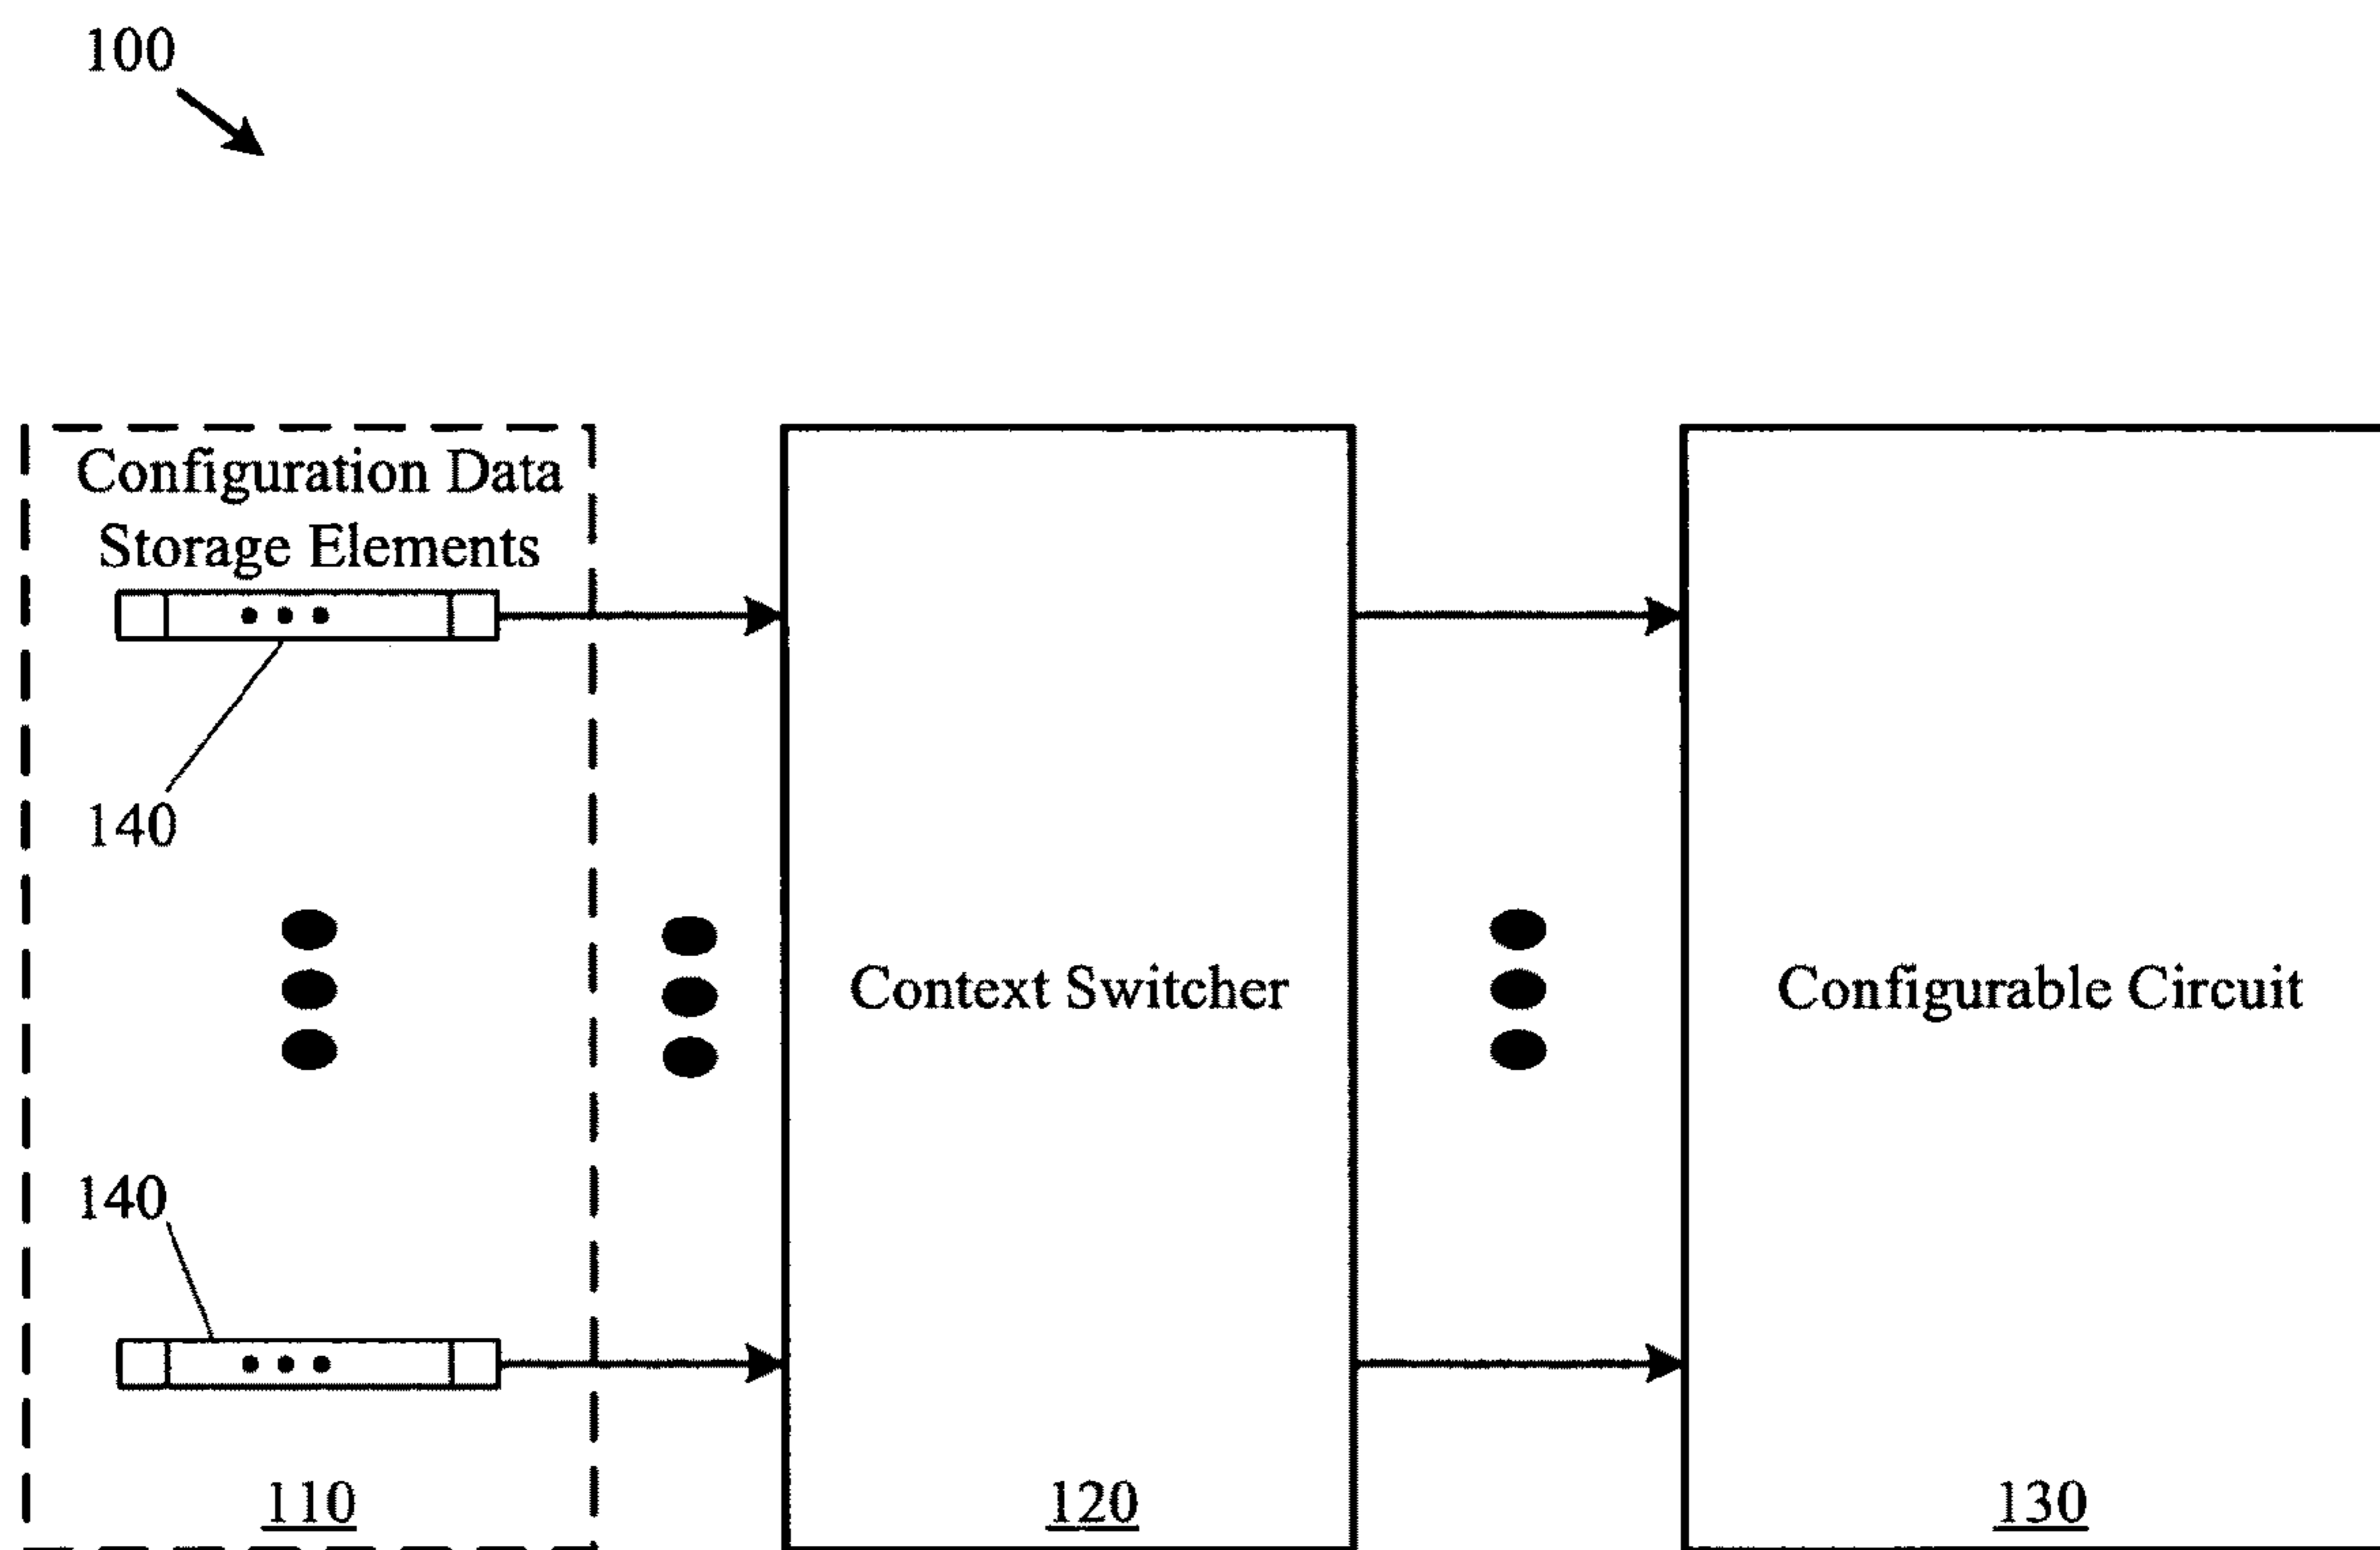 100
Configuration Data
Storage Elements
140
Context Switcher
Configurable Circuit
140
110
120
130